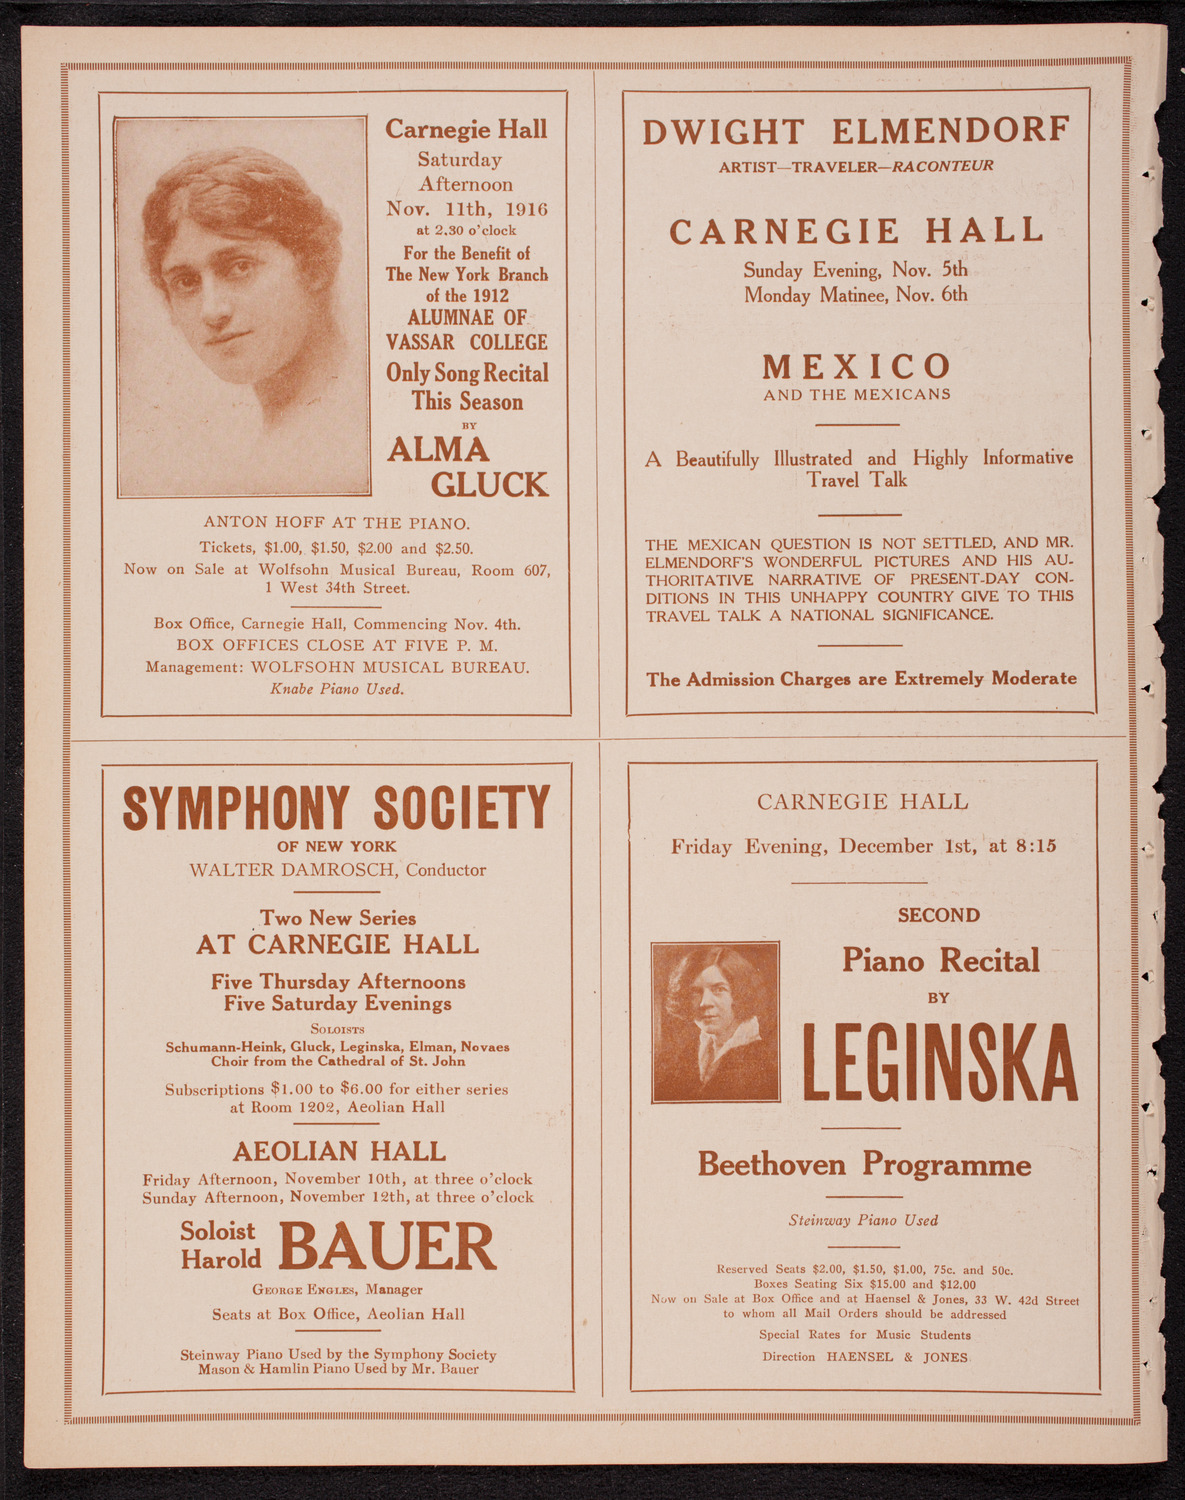 Carnegie Hall
Saturday
Afternoon
Nov. 11th, 1916
at 2.30 o'clock
For the Benefit of
The New York Branch
of the 1912
ALUMNAE OF
VASSAR COLLEGE
Only Song Recital
This Season
BY
ALMA
GLUCK
ANTON HOFF AT THE PIANO.
Tickets, $1.00, $1.50, $2.00 and $2.50.
Now on Sale at Wolfsohn Musical Bureau, Room 607,
1 West 34th Street.
Box Office, Carnegie Hall, Commencing Nov. 4th.
BOX OFFICES CLOSE AT FIVE P. M.
Management: WOLFSOHN MUSICAL BUREAU.
Knabe Piano Used.
DWIGHT ELMENDORF
ARTIST—TRAVELER—RACONTEUR
CARNEGIE HALL
Sunday Evening, Nov. 5th
Monday Matinee, Nov. 6th
MEXICO
AND THE MEXICANS
A Beautifully Illustrated and Highly Informative
Travel Talk
THE MEXICAN QUESTION IS NOT SETTLED, AND MR.
ELMENDORF'S WONDERFUL PICTURES AND HIS AU-
THORITATIVE NARRATIVE OF PRESENT-DAY CON-
DITIONS IN THIS UNHAPPY COUNTRY GIVE TO THIS
TRAVEL TALK A NATIONAL SIGNIFICANCE.
The Admission Charges are Extremely Moderate
SYMPHONY SOCIETY
OF NEW YORK
WALTER DAMROSCH, Conductor
Two New Series
AT CARNEGIE HALL
Five Thursday Afternoons
Five Saturday Evenings
SOLOISTS
Schumann-Heink, Gluck, Leginska, Elman, Novaes
Choir from the Cathedral of St. John
Subscriptions $1.00 to $6.00 for either series
at Room 1202, Aeolian Hall
AEOLIAN HALL
Friday Afternoon, November 10th, at three o'clock
Sunday Afternoon, November 12th, at three o'clock
Soloist
Harold BAUER
GEORGE ENGLES, Manager
Seats at Box Office, Aeolian Hall
Steinway Piano Used by the Symphony Society
Mason & Hamlin Piano Used by Mr. Bauer
CARNEGIE HALL
Friday Evening, December 1st, at 8:15
SECOND
Piano Recital
BY
LEGINSKA
Beethoven Programme
Steinway Piano Used
Reserved Seats $2.00, $1.50, $1.00, 75c. and 50c.
Boxes Seating Six $15.00 and $12.00
Now on Sale at Box Office and at Haensel & Jones, 33 W. 42d Street
to whom all Mail Orders should be addressed
Special Rates for Music Students
Direction HAENSEL & JONES